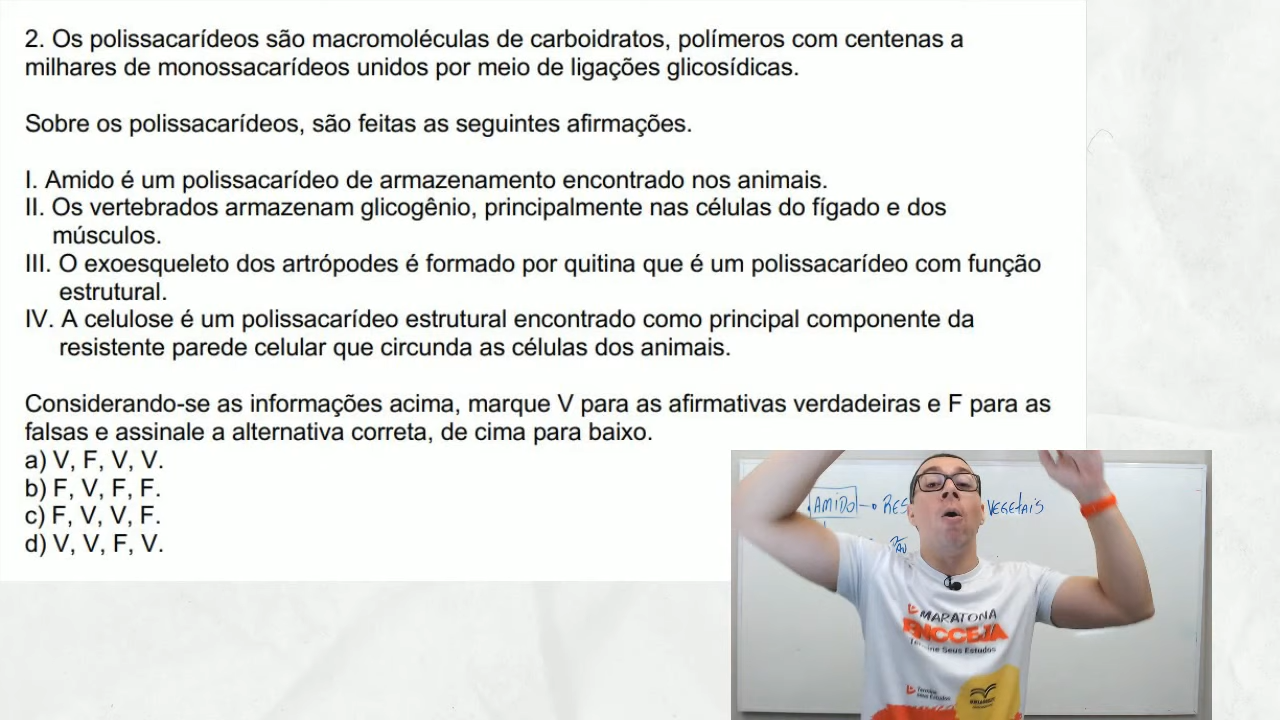 2. Os polissacarídeos são macromoléculas de carboidratos, polímeros com centenas a
milhares de monossacarídeos unidos por meio de ligações glicosídicas.
Sobre os polissacarídeos, são feitas as seguintes afirmações.
I. Amido é um polissacarídeo de armazenamento encontrado nos animais.
II. Os vertebrados armazenam glicogênio, principalmente nas células do fígado e dos
músculos.
III. O exoesqueleto dos artrópodes é formado por quitina que é um polissacarídeo com função
estrutural.
IV. A celulose é um polissacarídeo estrutural encontrado como principal componente da
resistente parede celular que circunda as células dos animais.
Considerando-se as informações acima, marque V para as afirmativas verdadeiras e F para as
falsas e assinale a alternativa correta, de cima para baixo.
a) V, F, V, V.
b) F, V, F, F.
c) F, V, V, F.
d) V, V, F, V.
AMIDO → RES VEGETAIS
MARATONA
ENCCEJA
Termine Seus Estudos